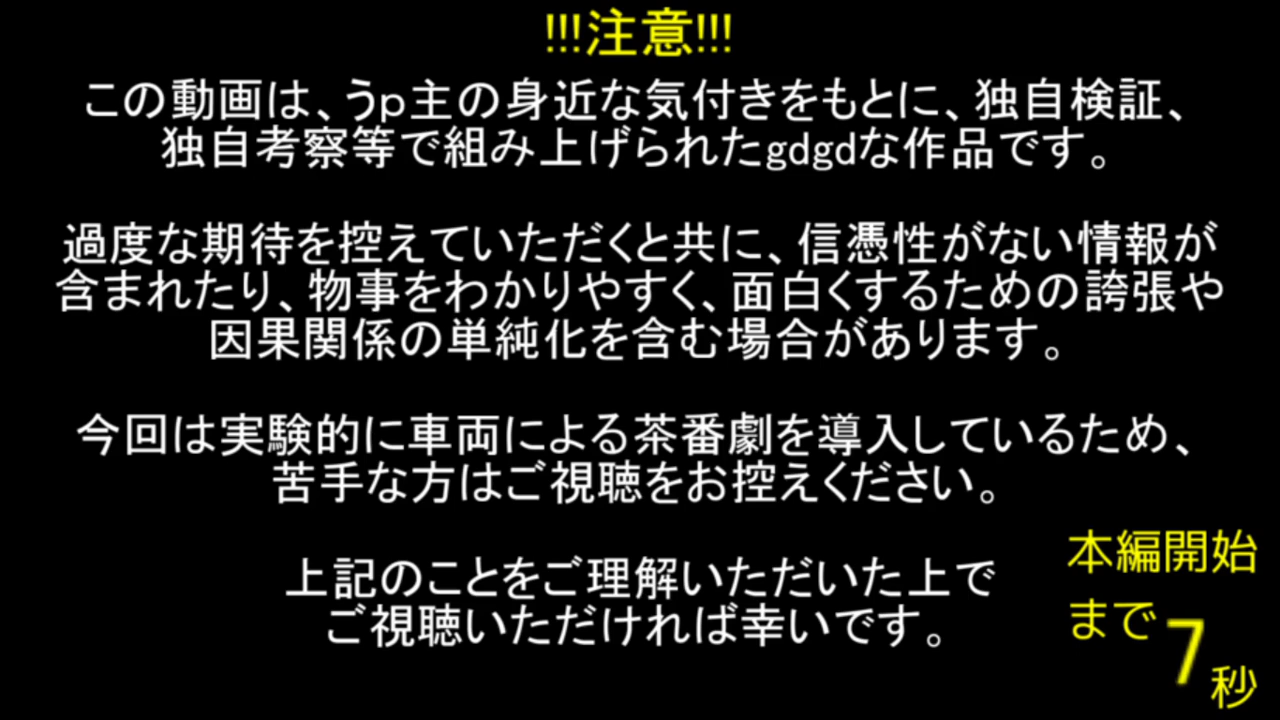 !!!注意!!!
この動画は、うp主の身近な気付きをもとに、独自検証、
独自考察等で組み上げられたgdgdな作品です。
過度な期待を控えていただくと共に、信憑性がない情報が
含まれたり、物事をわかりやすく、面白くするための誇張や
因果関係の単純化を含む場合があります。
今回は実験的に車両による茶番劇を導入しているため、
苦手な方はご視聴をお控えください。
上記のことをご理解いただいた上で
ご視聴いただければ幸いです。
本編開始
まで
7
秒